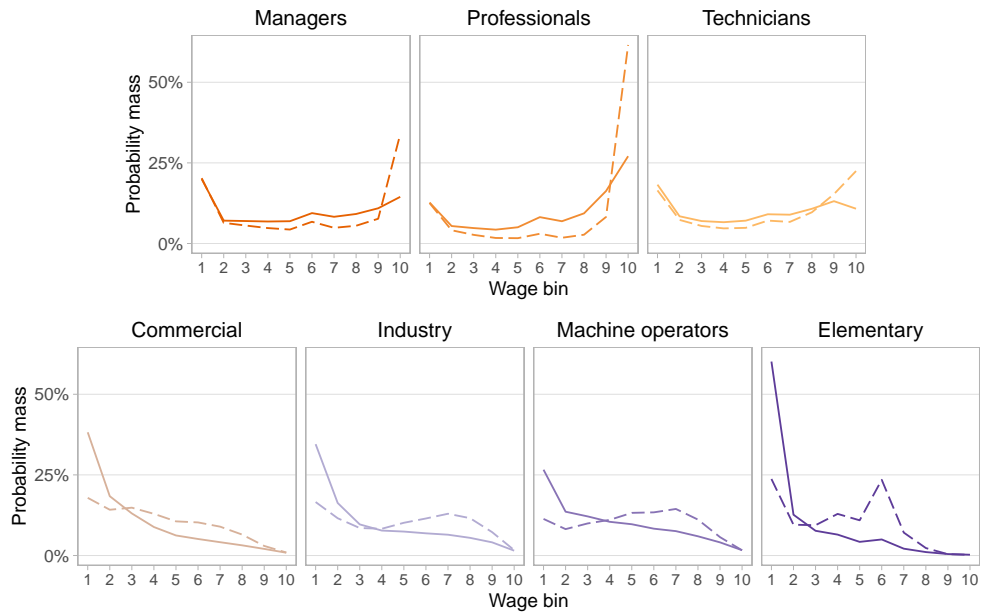 Managers Professionals Technicians
Probability mass
50%
25%
0%
1 2 3 4 5 6 7 8 9 10 1 2 3 4 5 6 7 8 9 10 1 2 3 4 5 6 7 8 9 10
Wage bin
Commercial Industry Machine operators Elementary
Probability mass
50%
25%
0%
1 2 3 4 5 6 7 8 9 10 1 2 3 4 5 6 7 8 9 10 1 2 3 4 5 6 7 8 9 10 1 2 3 4 5 6 7 8 9 10
Wage bin